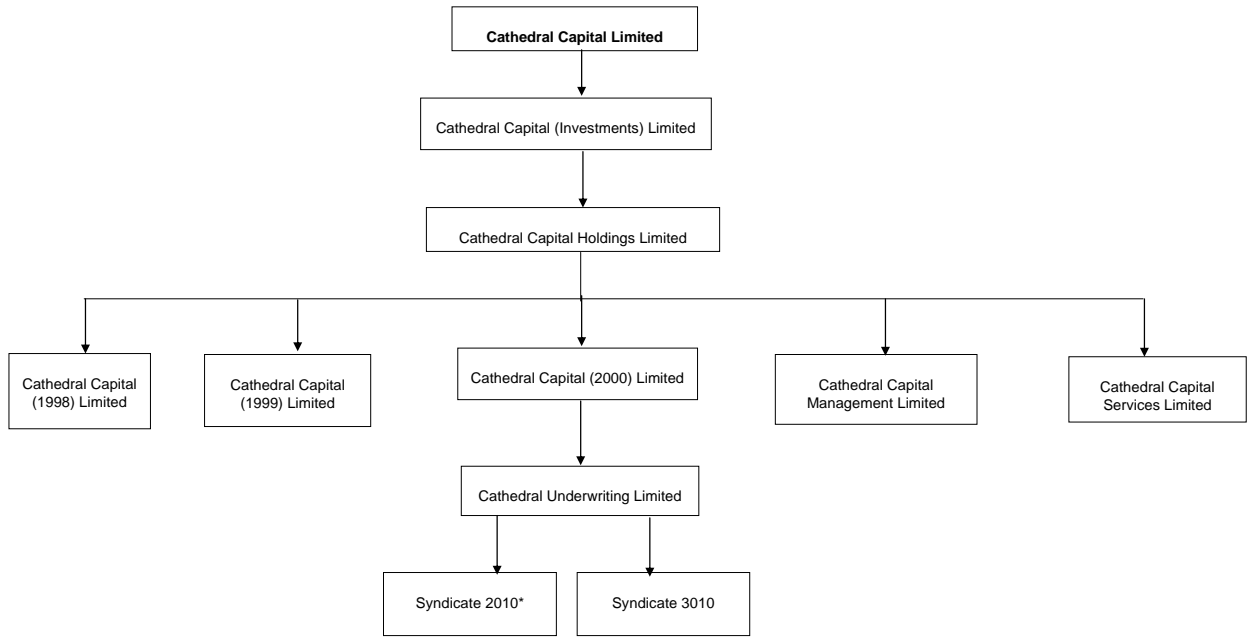 Cathedral Capital Limited
Cathedral Capital (Investments) Limited
Cathedral Capital Holdings Limited
Cathedral Capital
(1998) Limited
Cathedral Capital
(1999) Limited
Cathedral Capital (2000) Limited
Cathedral Capital
Management Limited
Cathedral Capital
Services Limited
Cathedral Underwriting Limited
Syndicate 2010*
Syndicate 3010